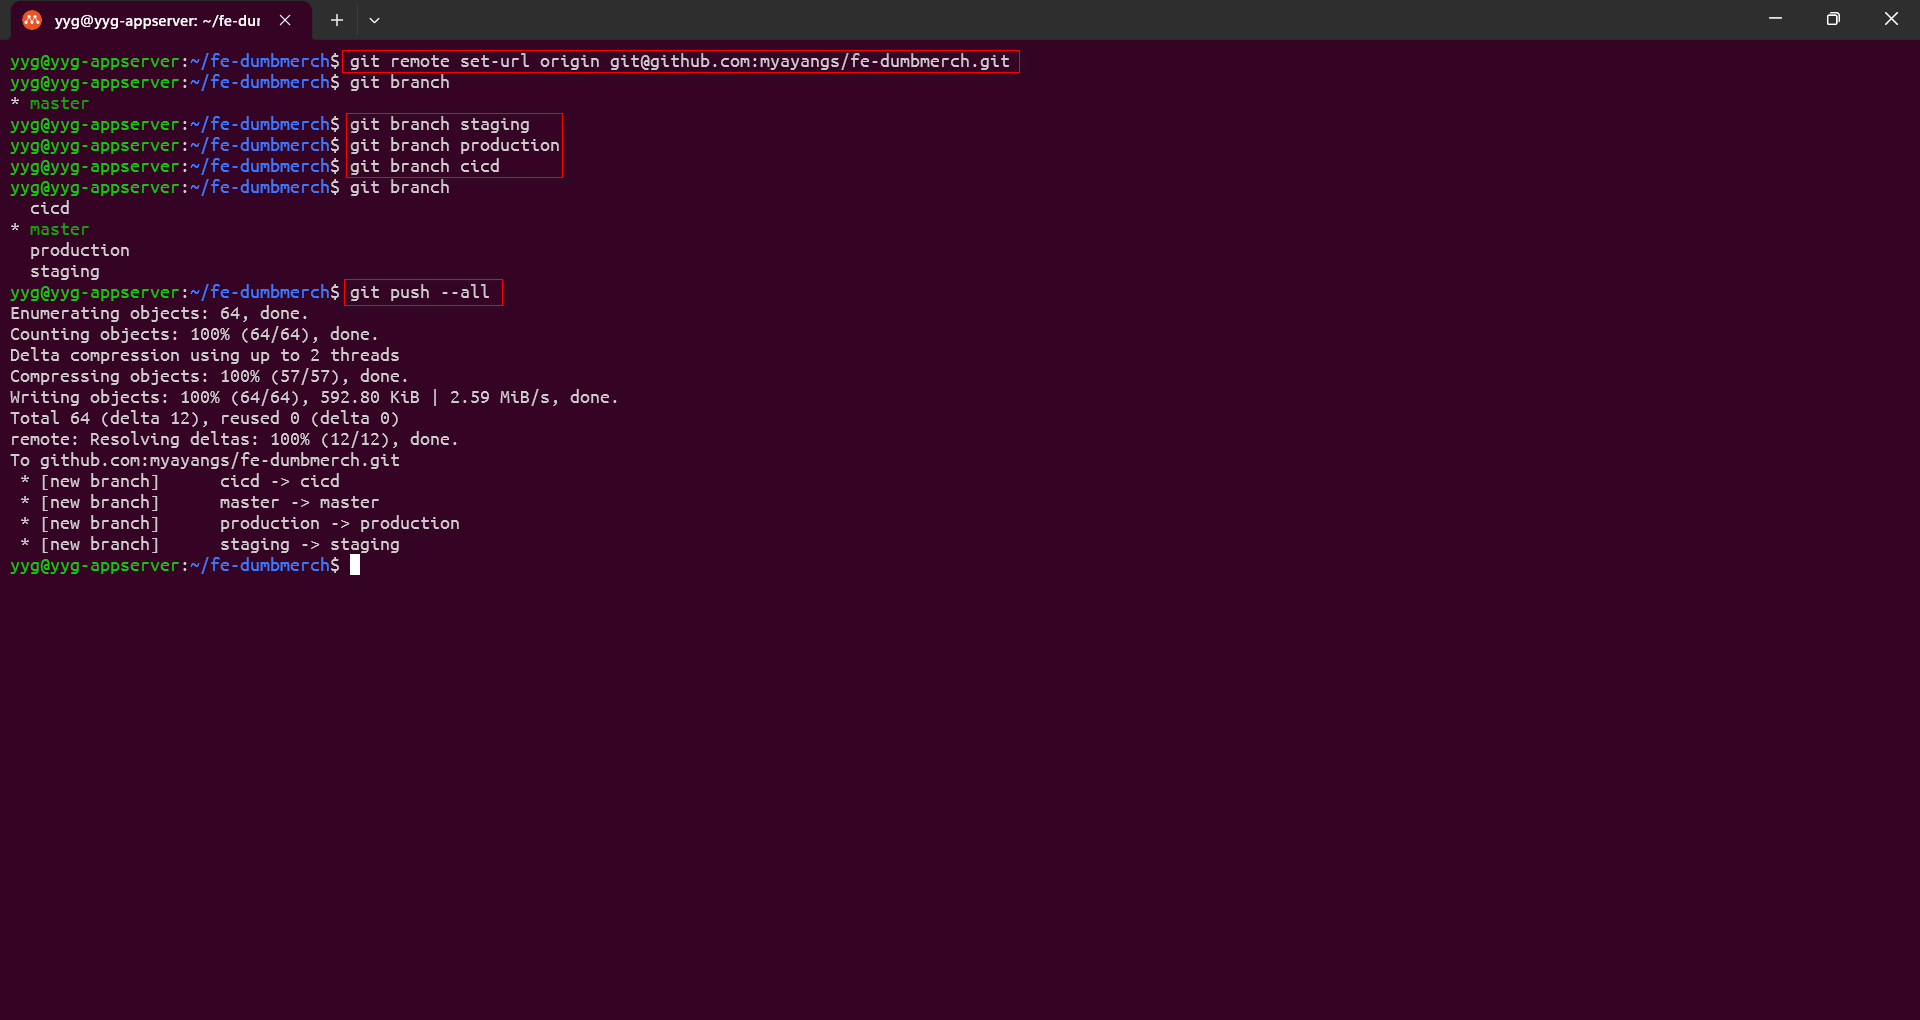 yyg@yyg-appserver: ~/fe-dur
yyg@yyg-appserver:~/fe-dumbmerch$ git remote set-url origin git@github.com:myayangs/fe-dumbmerch.git
yyg@yyg-appserver:~/fe-dumbmerch$ git branch
* master
yyg@yyg-appserver:~/fe-dumbmerch$ git branch staging
yyg@yyg-appserver:~/fe-dumbmerch$ git branch production
yyg@yyg-appserver:~/fe-dumbmerch$ git branch cicd
yyg@yyg-appserver:~/fe-dumbmerch$ git branch
  cicd
* master
  production
  staging
yyg@yyg-appserver:~/fe-dumbmerch$ git push --all
Enumerating objects: 64, done.
Counting objects: 100% (64/64), done.
Delta compression using up to 2 threads
Compressing objects: 100% (57/57), done.
Writing objects: 100% (64/64), 592.80 KiB | 2.59 MiB/s, done.
Total 64 (delta 12), reused 0 (delta 0)
remote: Resolving deltas: 100% (12/12), done.
To github.com:myayangs/fe-dumbmerch.git
 * [new branch]      cicd -> cicd
 * [new branch]      master -> master
 * [new branch]      production -> production
 * [new branch]      staging -> staging
yyg@yyg-appserver:~/fe-dumbmerch$